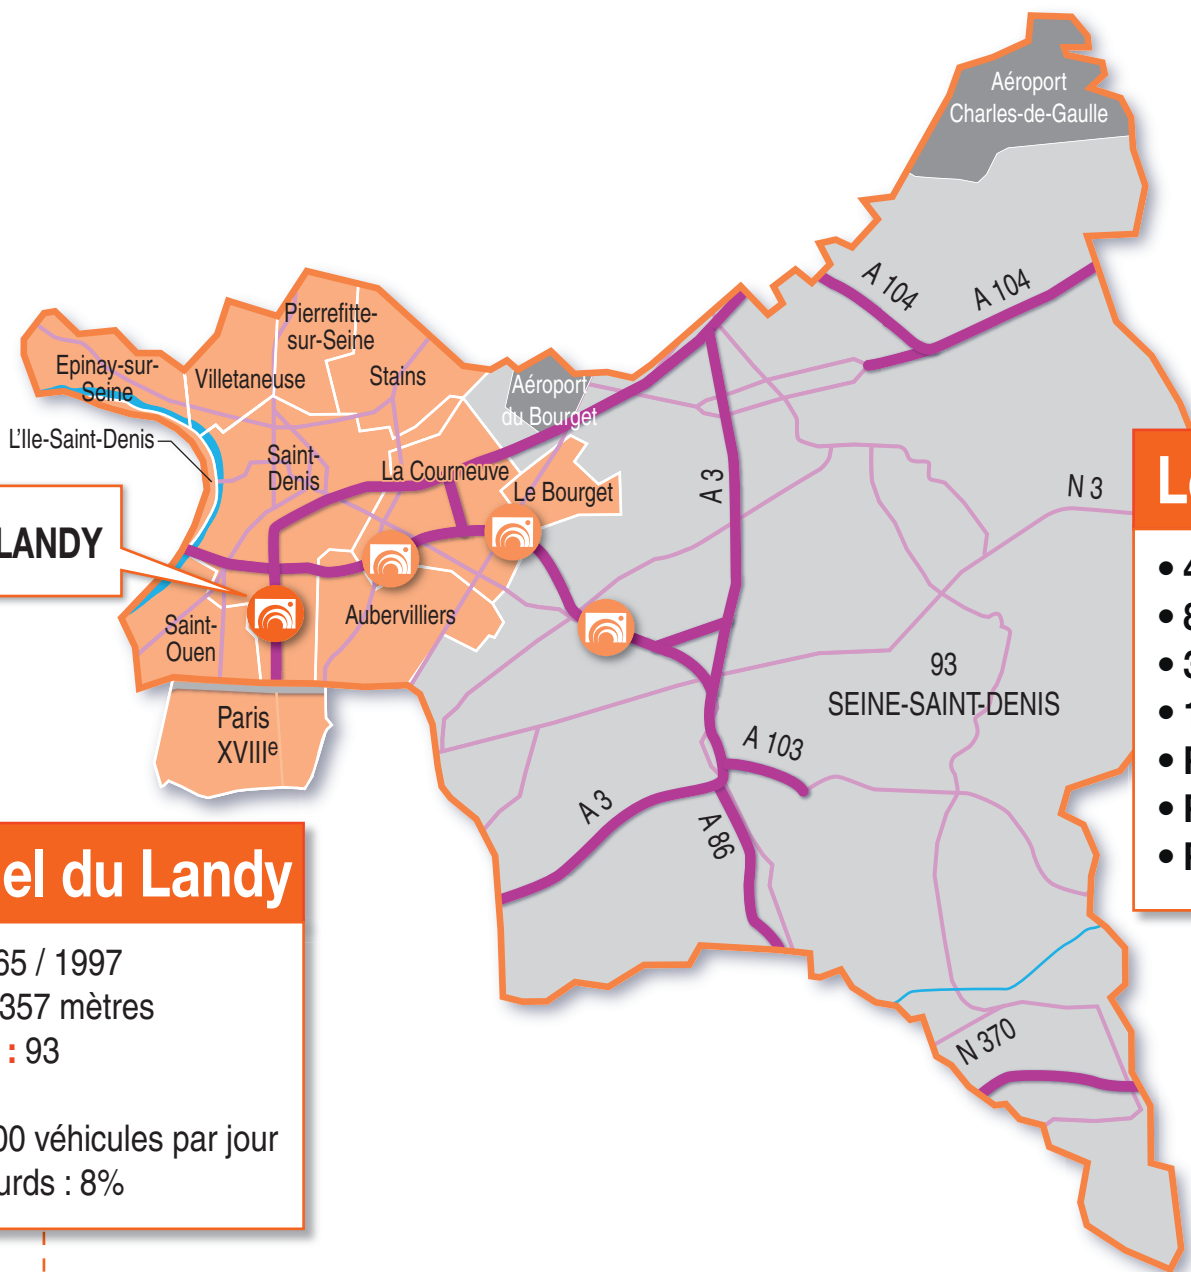 Aéroport
Charles-de-Gaulle
A 104
A 104
Pierrefitte-
sur-Seine
Epinay-sur-
Seine
Villetaneuse
Stains
Aéroport
du Bourget
L'Ile-Saint-Denis
Saint-
Denis
La Courneuve
Le Bourget
A 3
N 3
LANDY
Aubervilliers
Saint-
Ouen
93
SEINE-SAINT-DENIS
Paris
XVIIIe
A 103
A 3
A 86
N 370
el du Landy
65 / 1997
357 mètres
: 93
00 véhicules par jour
urds : 8%